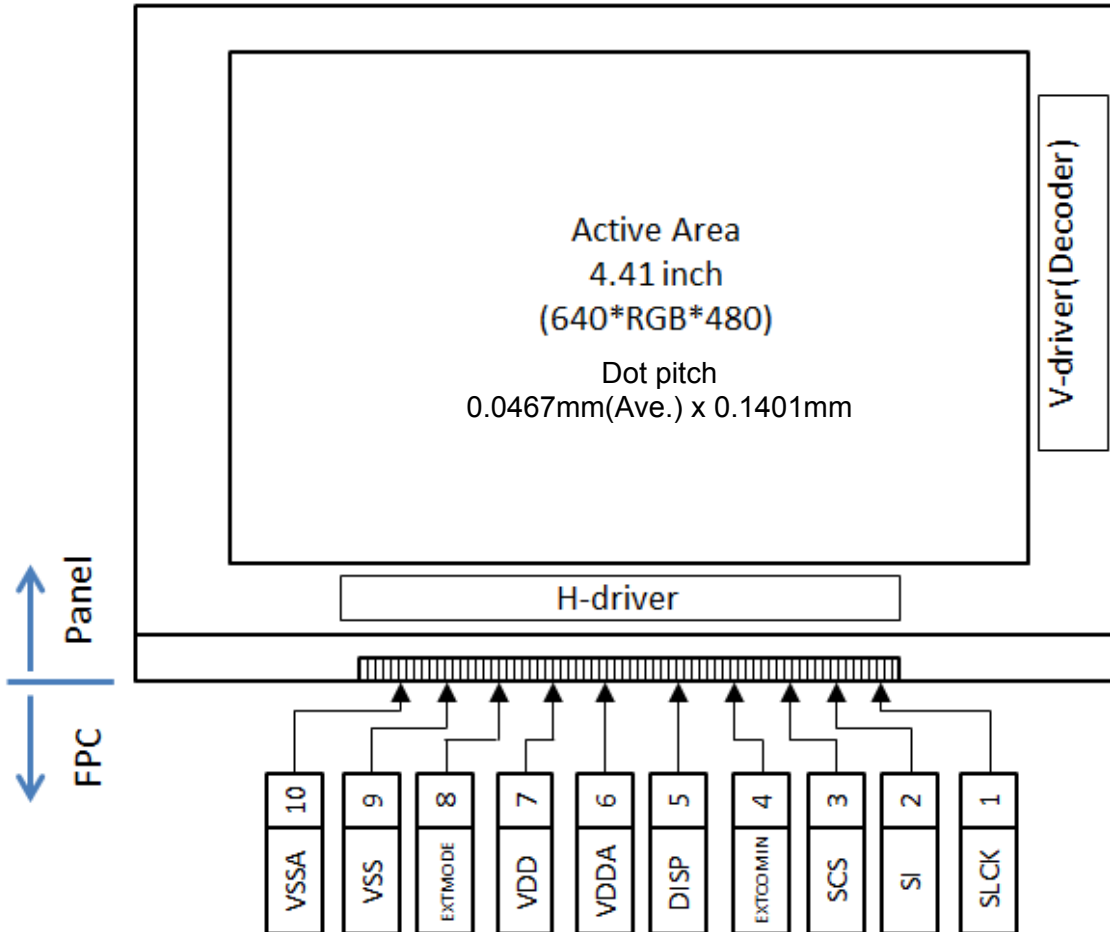 Active Area
4.41 inch
(640*RGB*480)
Dot pitch
0.0467mm(Ave.) x 0.1401mm
V-driver(Decoder)
H-driver
Panel
FPC
10
9
8
7
6
5
4
3
2
1
VSSA
VSS
EXTMODE
VDD
VDDA
DISP
EXTCOMIN
SCS
SI
SLCK